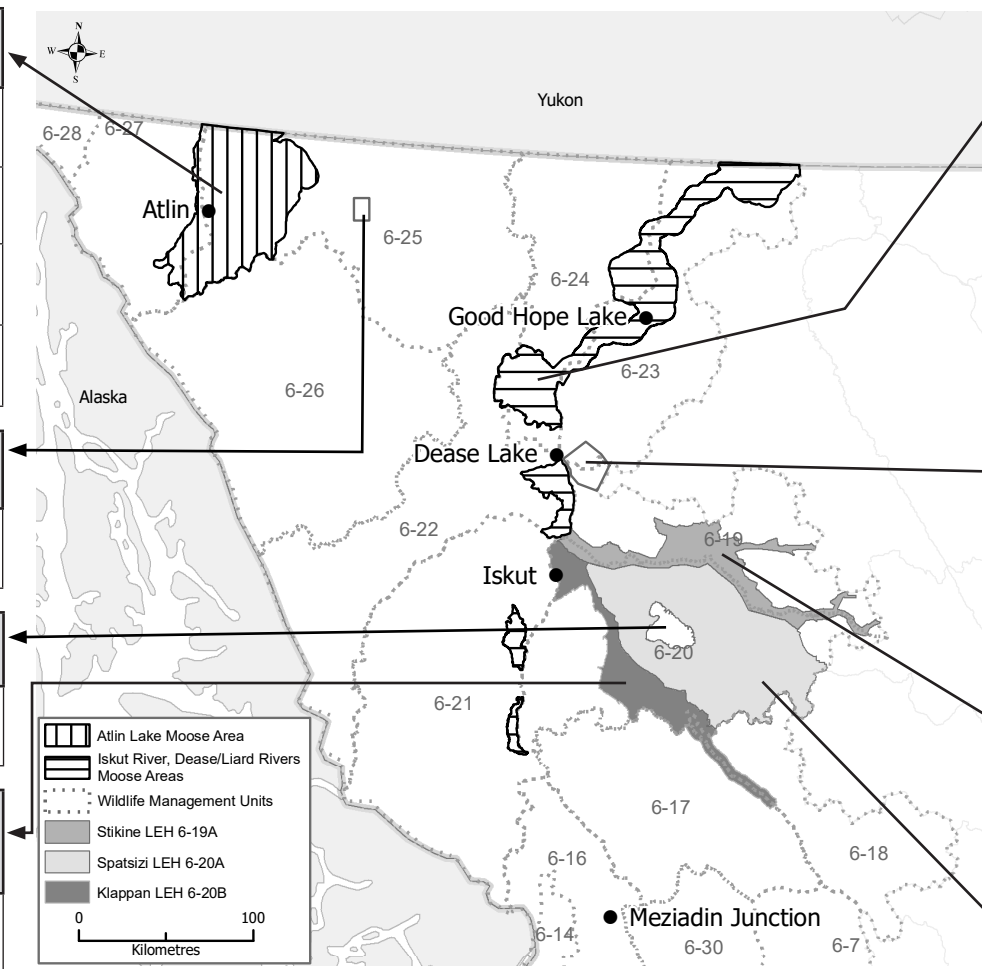 N
W E
S
Yukon
6-28
6-27
Atlin
6-25
6-24
Good Hope Lake
6-23
Alaska
6-26
Dease Lake
6-22
6-19
Iskut
6-20
6-21
Atlin Lake Moose Area
Iskut River, Dease/Liard Rivers
Moose Areas
Wildlife Management Units
Stikine LEH 6-19A
Spatsizi LEH 6-20A
Klappan LEH 6-20B
0 100
Kilometres
6-17
6-16
6-18
Meziadin Junction
6-14
6-30
6-7